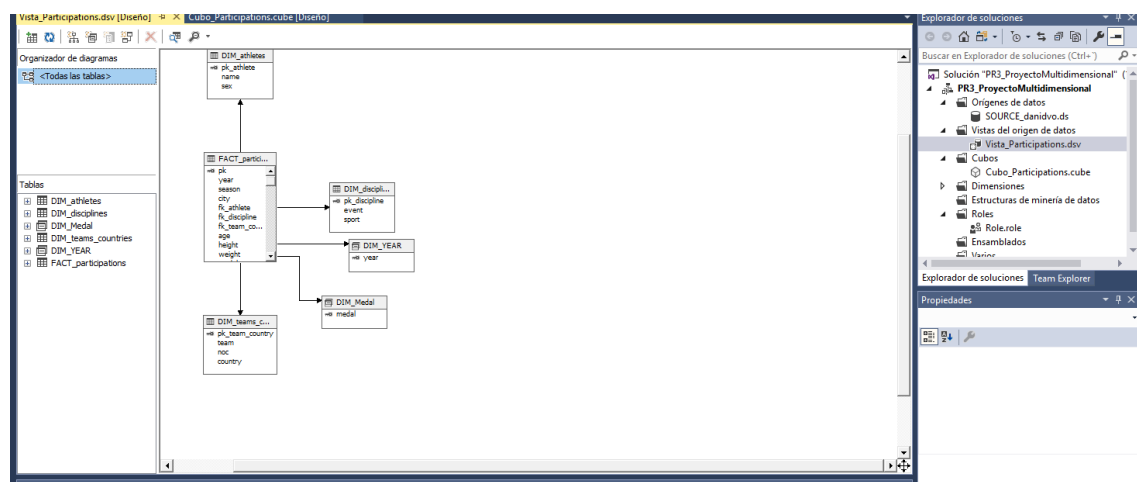 Vista_Participations.dsv [Diseño]
Cubo_Participations.cube [Diseño]
Organizador de diagramas
<Todas las tablas>
Tablas
DIM_athletes
DIM_disciplines
DIM_Medal
DIM_teams_countries
DIM_YEAR
FACT_participations
DIM_athletes
pk_athlete
name
sex
FACT_partici...
pk
year
season
city
fk_athlete
fk_discipline
fk_team_co...
age
height
weight
DIM_discipli...
pk_discipline
event
sport
DIM_YEAR
year
DIM_Medal
medal
DIM_teams_c...
pk_team_country
team
noc
country
Explorador de soluciones
Buscar en Explorador de soluciones (Ctrl+´)
Solución "PR3_ProyectoMultidimensional" (
PR3_ProyectoMultidimensional
Orígenes de datos
SOURCE_danidvo.ds
Vistas del origen de datos
Vista_Participations.dsv
Cubos
Cubo_Participations.cube
Dimensiones
Estructuras de minería de datos
Roles
Role.role
Ensamblados
Varios
Explorador de soluciones Team Explorer
Propiedades